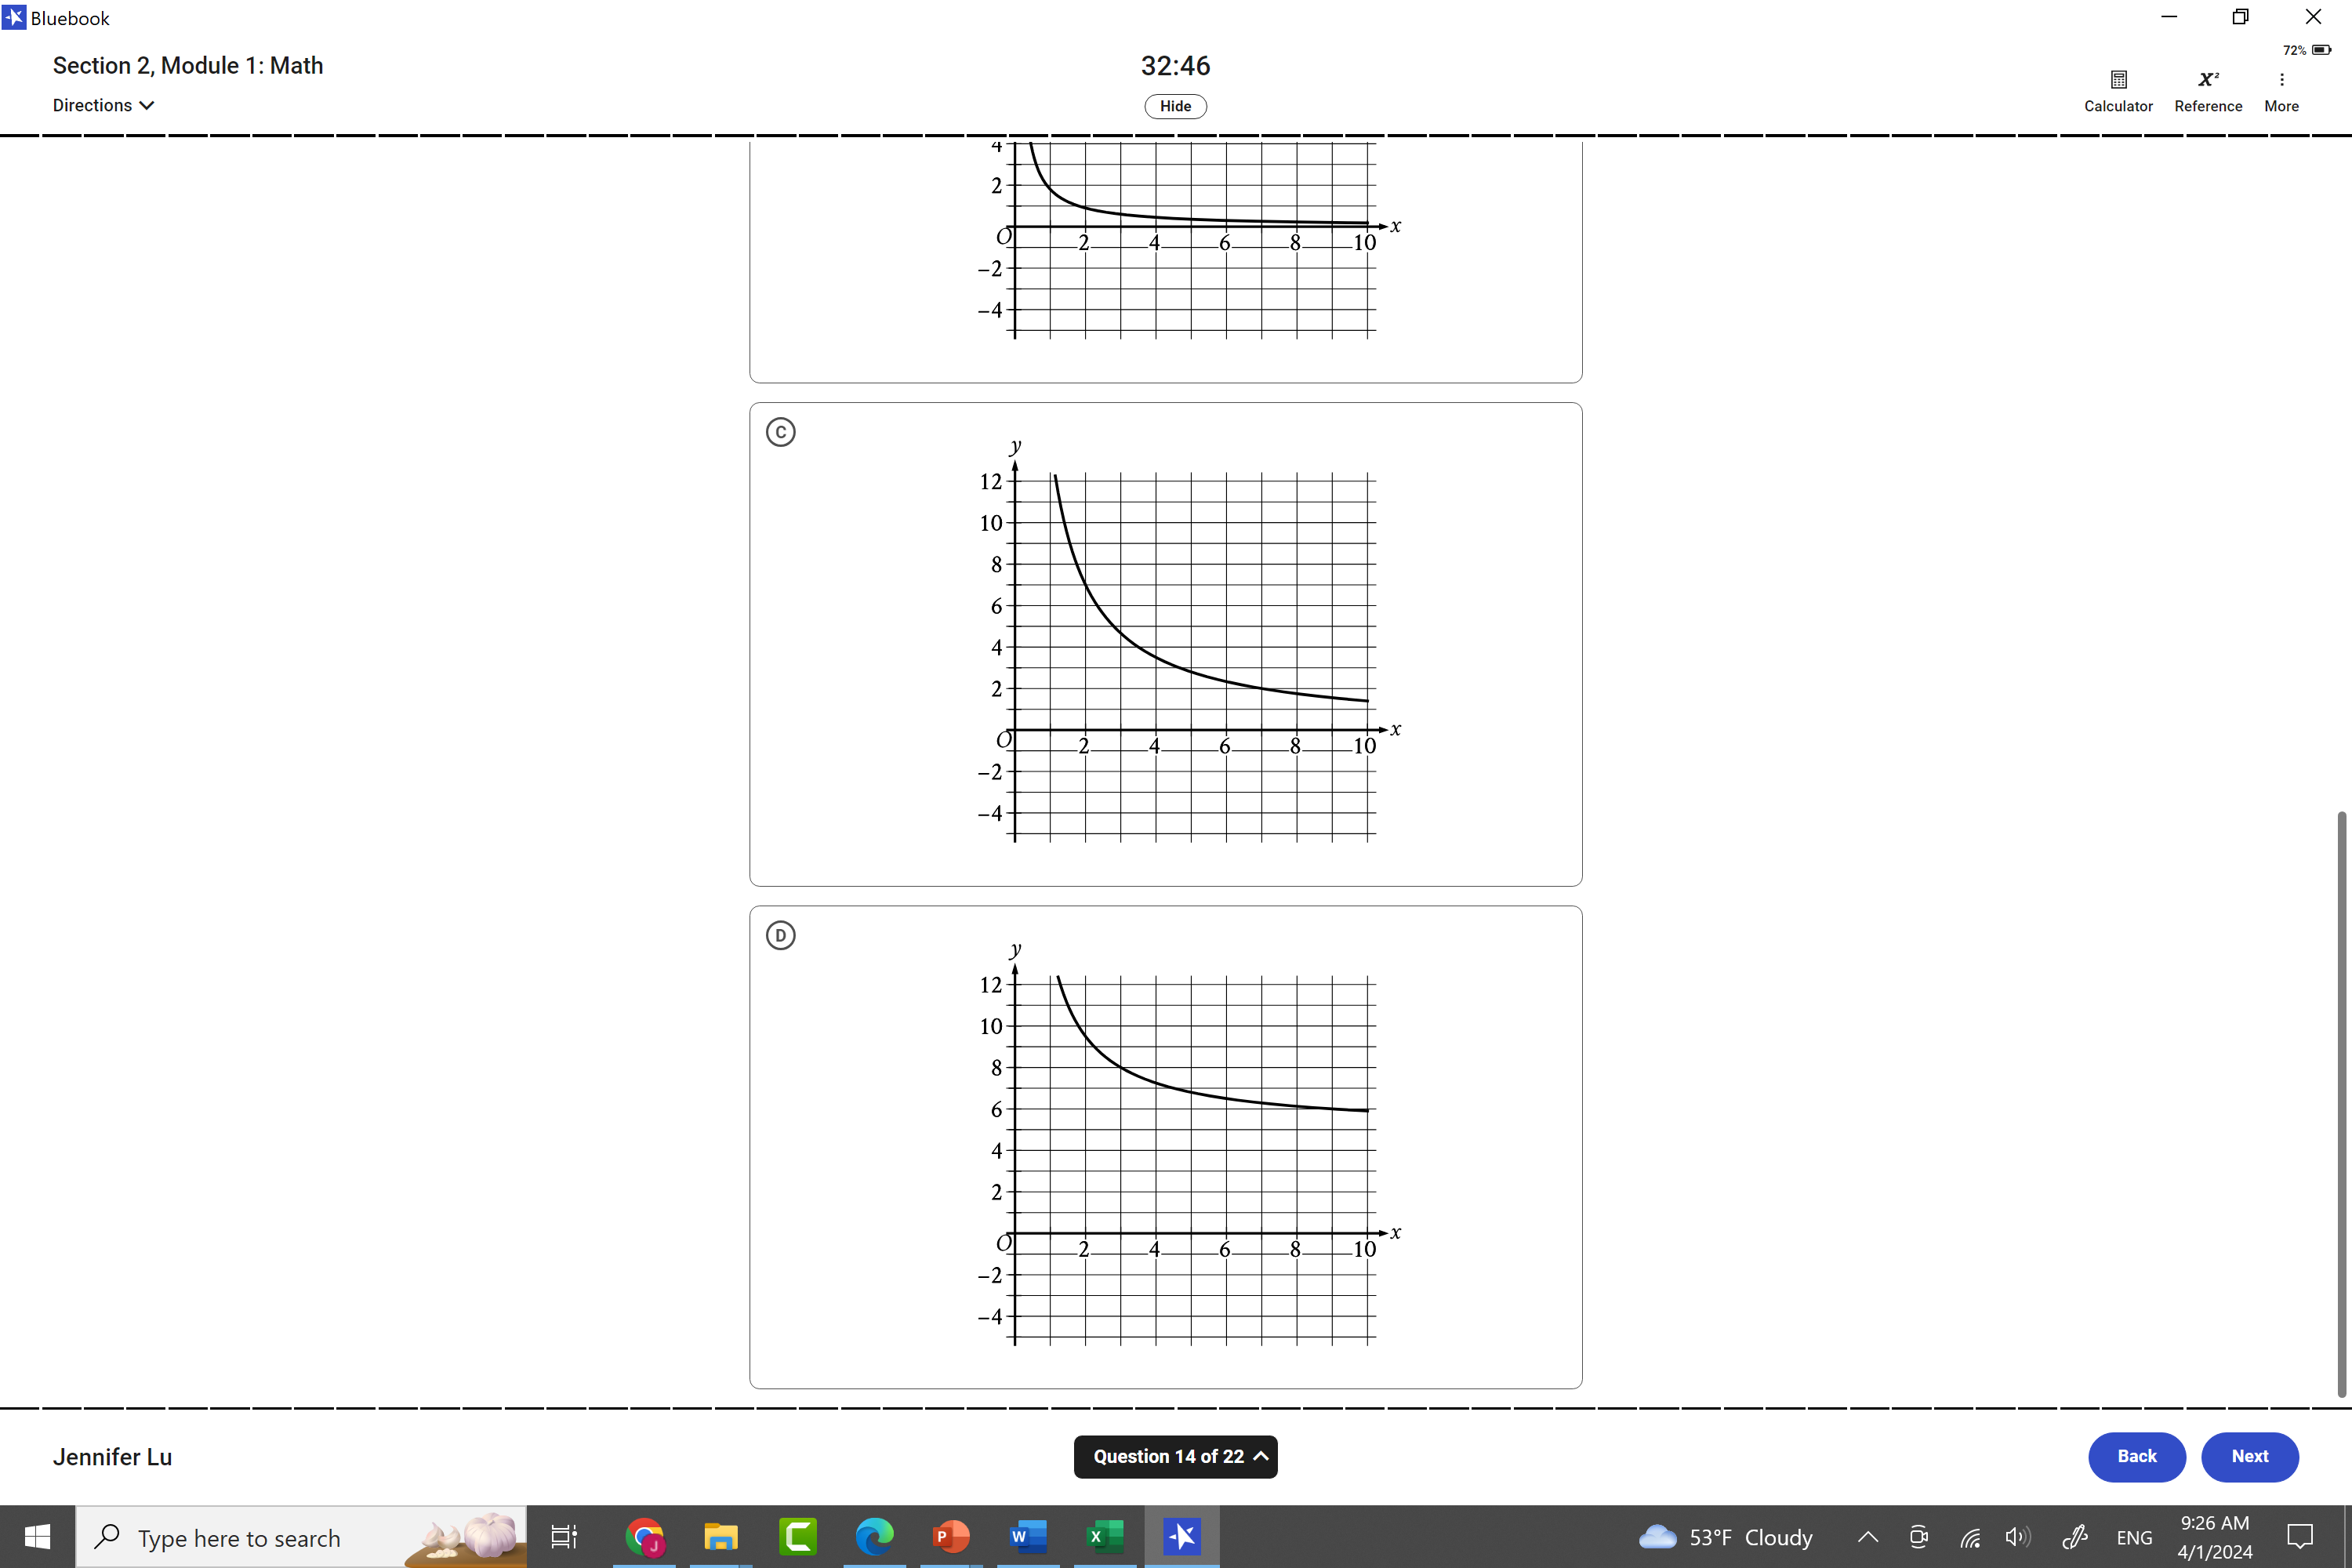 Bluebook
Section 2, Module 1: Math
32:46
72%
Directions
Hide
Calculator
X² Reference
More
4
2
O
2 4 6 8 10 x
−2
−4
C
y
12
10
8
6
4
2
O
2 4 6 8 10 x
−2
−4
D
y
12
10
8
6
4
2
O
2 4 6 8 10 x
−2
−4
Jennifer Lu
Question 14 of 22
Back
Next
Type here to search
J
P
W
X
53°F Cloudy
ENG
9:26 AM
4/1/2024